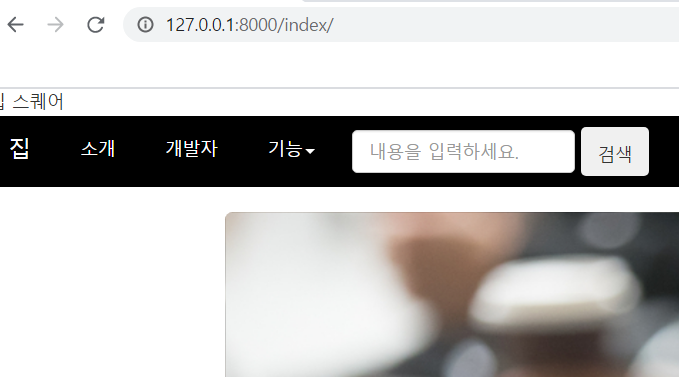 127.0.0.1:8000/index/
스퀘어
집 소개 개발자 기능 내용을 입력하세요. 검색